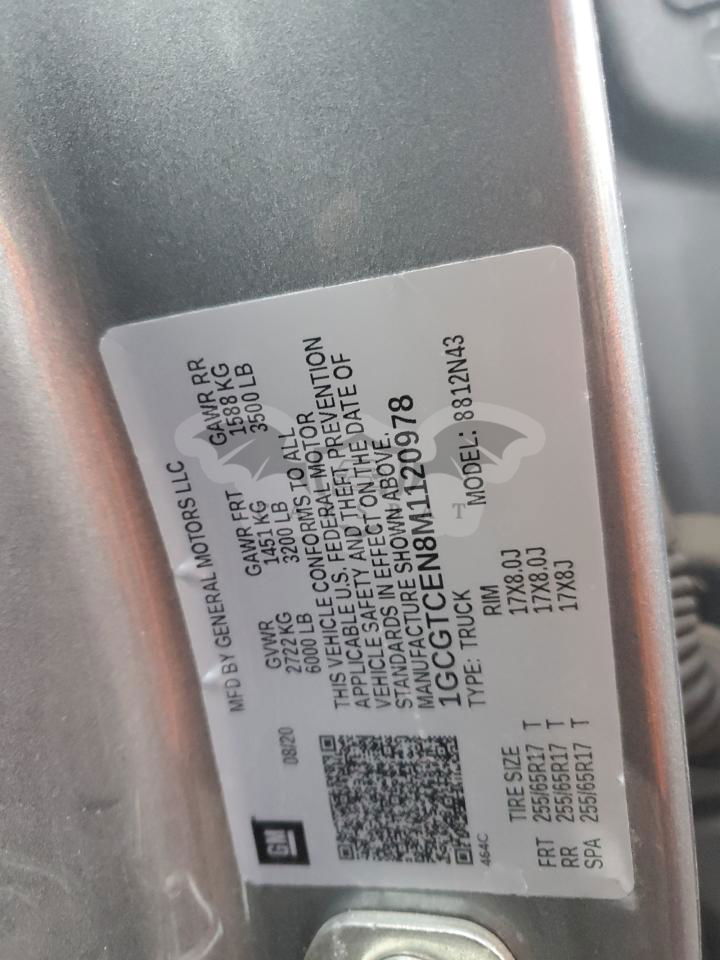 GM
08/20
MFD BY GENERAL MOTORS LLC
GVWR GAWR FRT GAWR RR
2722 KG 1451 KG 1588 KG
6000 LB 3200 LB 3500 LB
THIS VEHICLE CONFORMS TO ALL
APPLICABLE U.S. FEDERAL MOTOR
VEHICLE SAFETY AND THEFT PREVENTION
STANDARDS IN EFFECT ON THE DATE OF
MANUFACTURE SHOWN ABOVE.
1GCGTCEN8M1120978
TYPE: TRUCK MODEL: 8812N43
464C
TIRE SIZE RIM
FRT 255/65R17 T 17X8.0J
RR 255/65R17 T 17X8.0J
SPA 255/65R17 T 17X8J